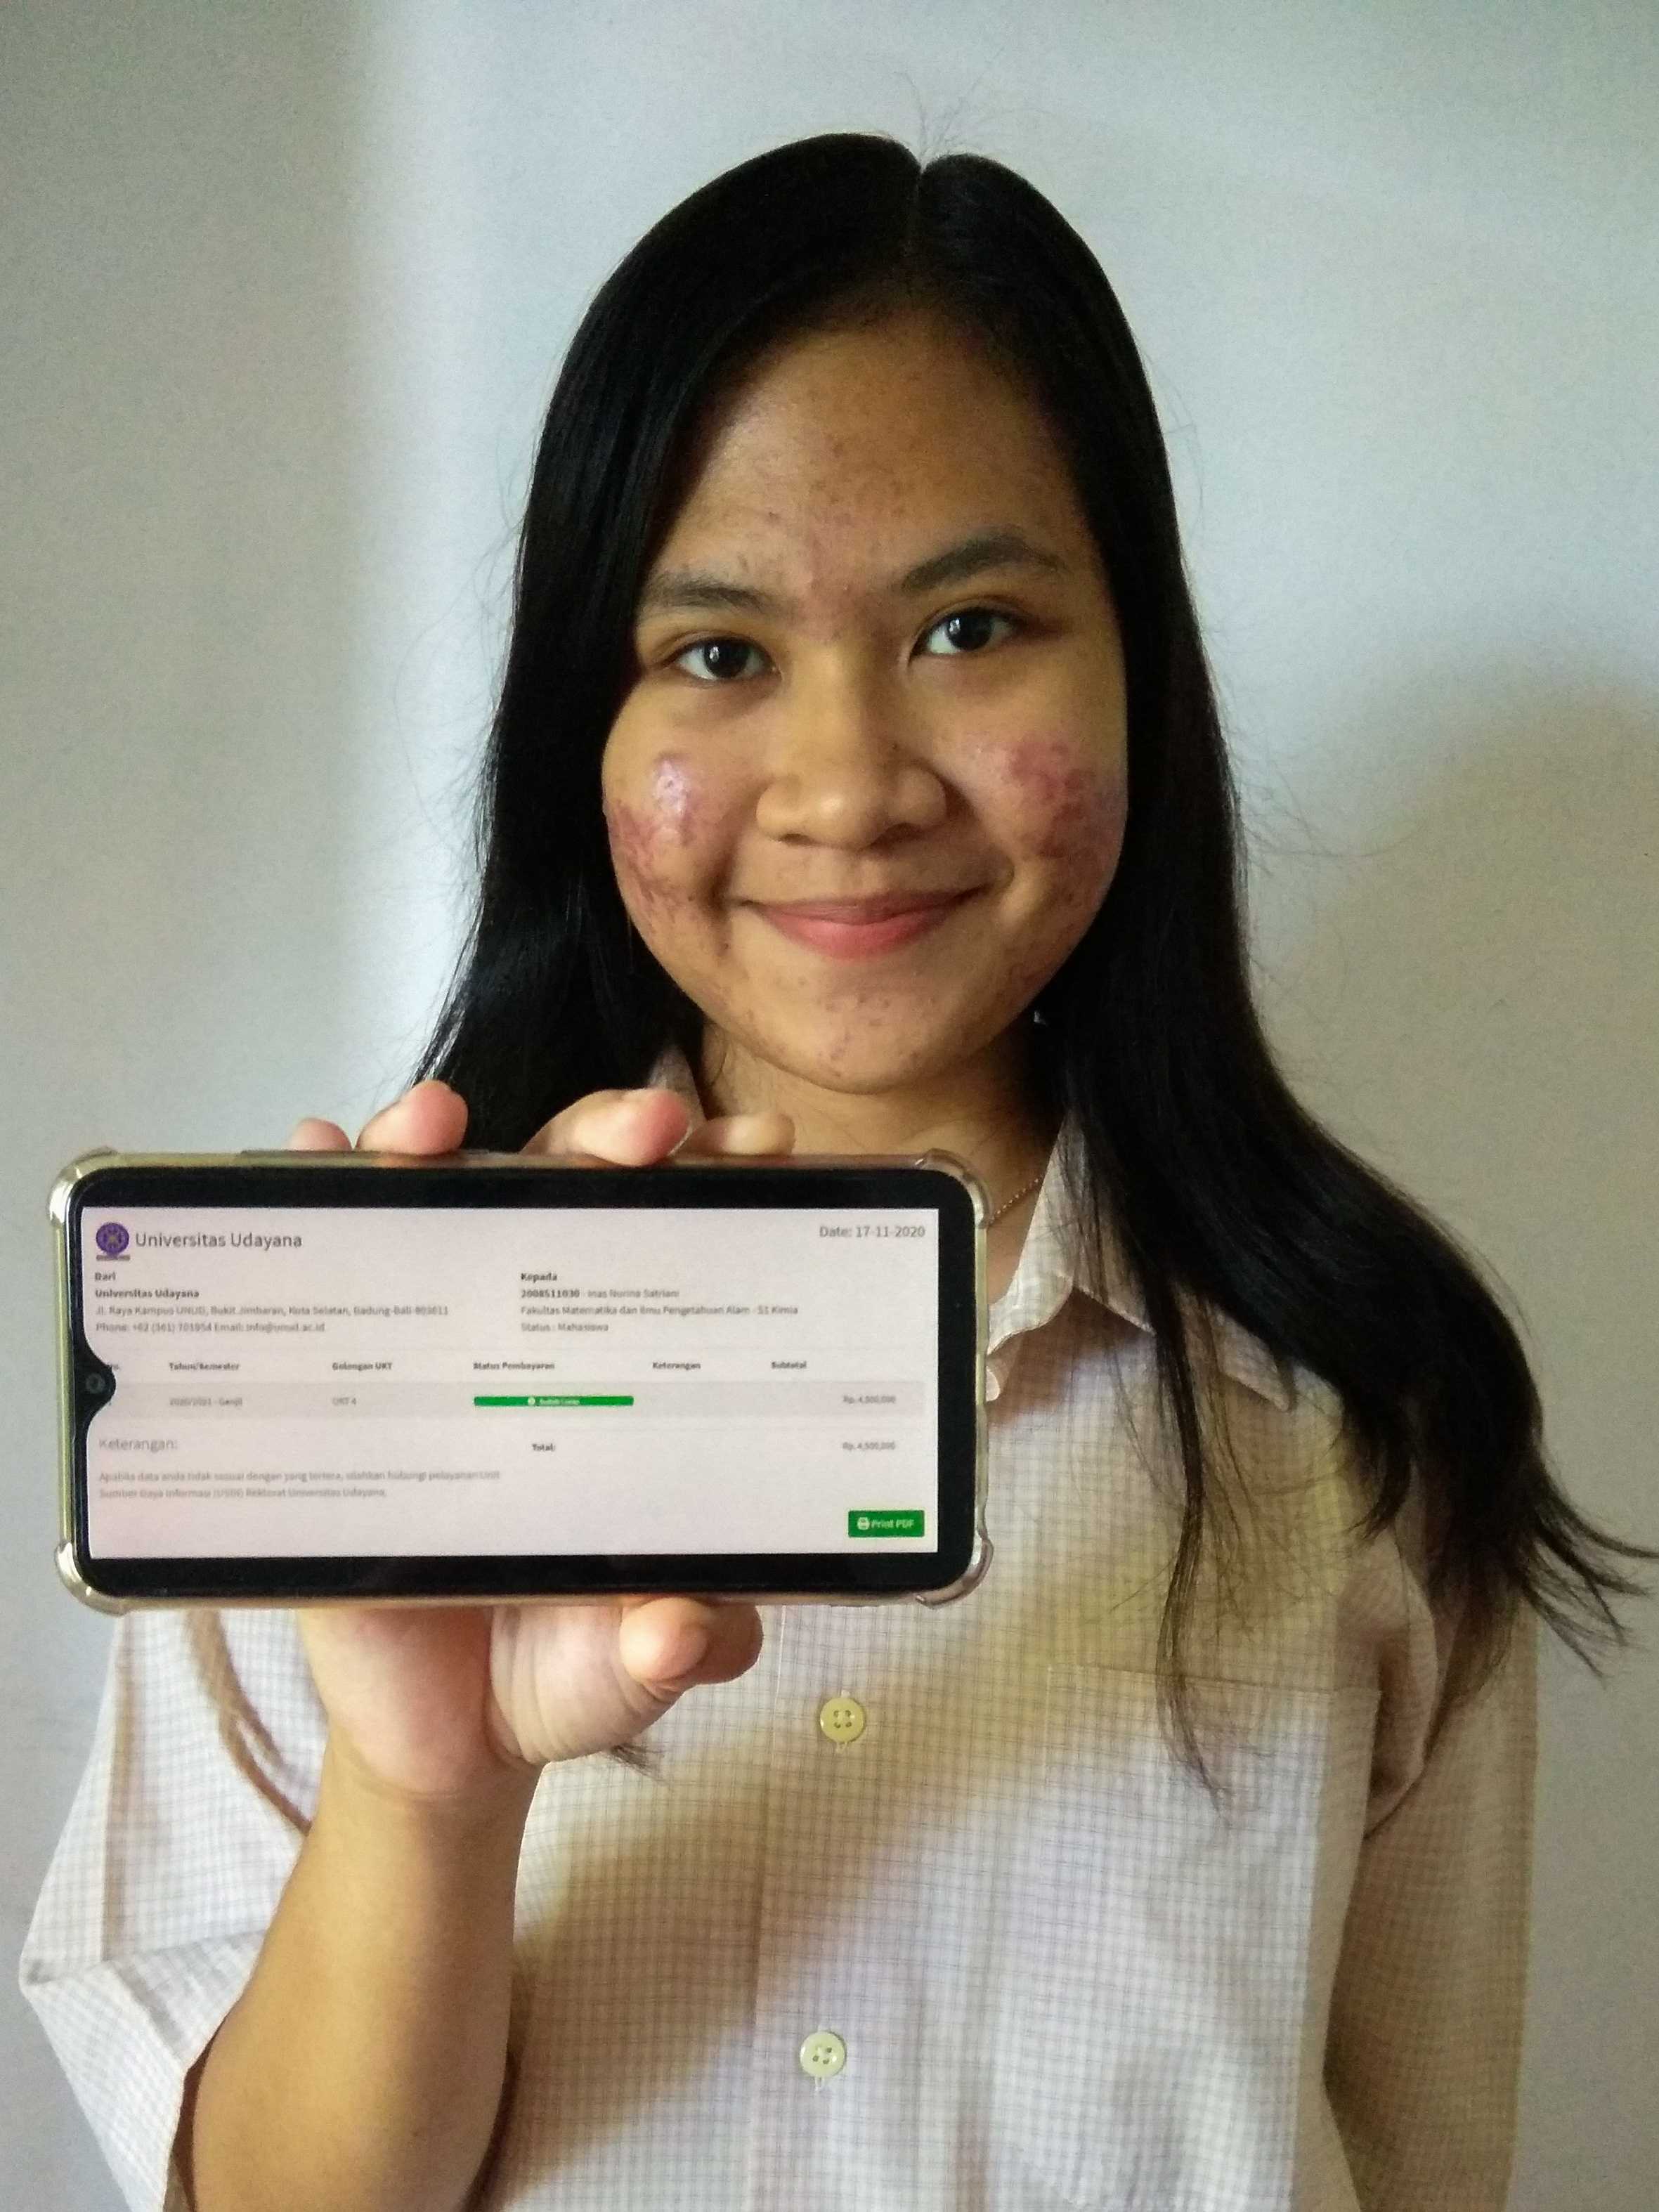 Universitas Udayana
Date: 17-11-2020
Dari
Kepada
Universitas Udayana
2008511030 - Inas Nurina Satriani
Jl. Raya Kampus UNUD, Bukit Jimbaran, Kuta Selatan, Badung-Bali-803611
Fakultas Matematika dan Ilmu Pengetahuan Alam - S1 Kimia
Phone: +62 (361) 701954 Email: info@unud.ac.id
Status : Mahasiswa
Tahun/Semester Golongan UKT Status Pembayaran Keterangan Subtotal
2020/2021 - Ganjil UKT 4 Rp. 4,500,000
Keterangan:
Total: Rp. 4,500,000
Apabila data anda tidak sesuai dengan yang tertera, silahkan hubungi pelayanan Unit
Sumber Daya Informasi (USDI) Rektorat Universitas Udayana.
Print PDF